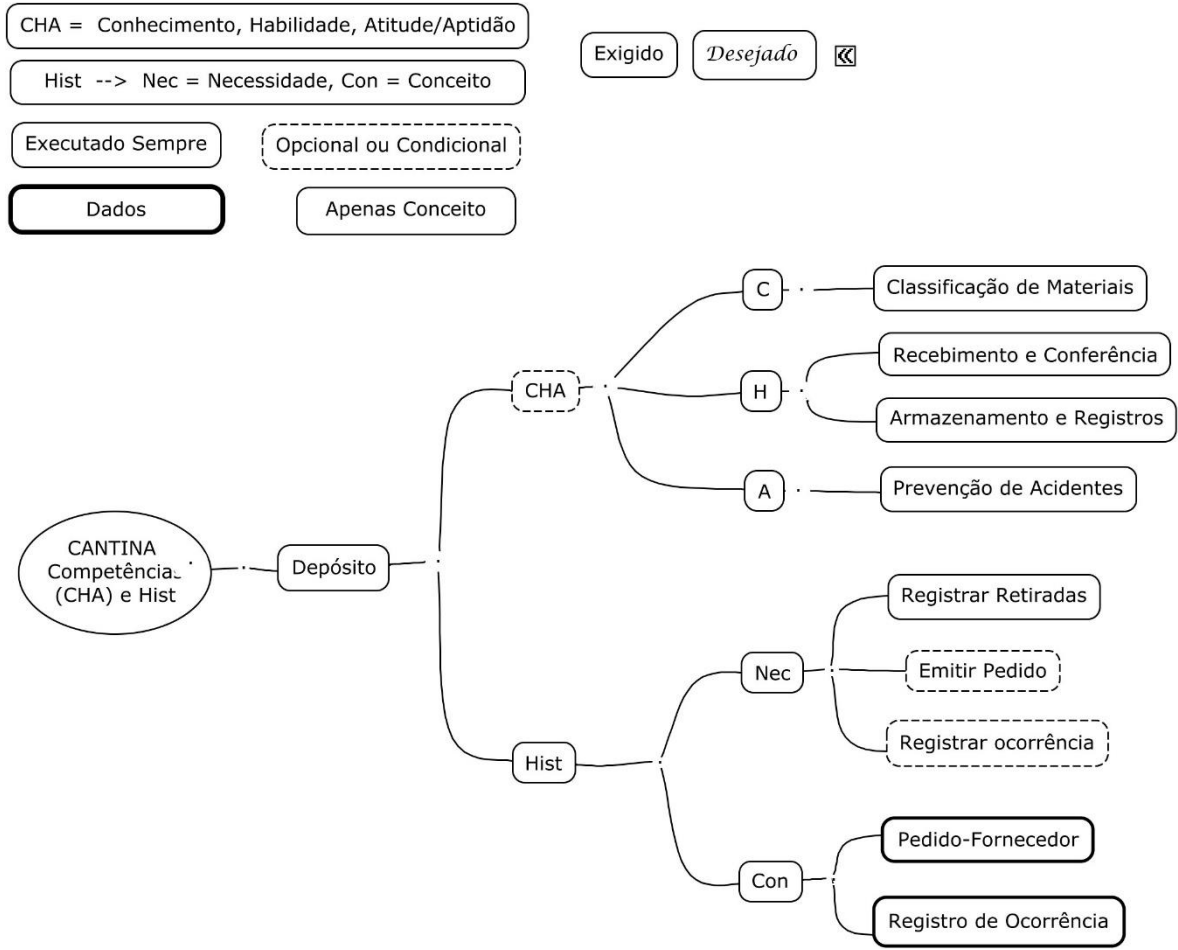 CHA = Conhecimento, Habilidade, Atitude/Aptidão
Exigido
Desejado
Hist --> Nec = Necessidade, Con = Conceito
Executado Sempre
Opcional ou Condicional
Dados
Apenas Conceito
CANTINA
Competências
(CHA) e Hist
Depósito
CHA
C
Classificação de Materiais
H
Recebimento e Conferência
Armazenamento e Registros
A
Prevenção de Acidentes
Hist
Nec
Registrar Retiradas
Emitir Pedido
Registrar ocorrência
Con
Pedido-Fornecedor
Registro de Ocorrência